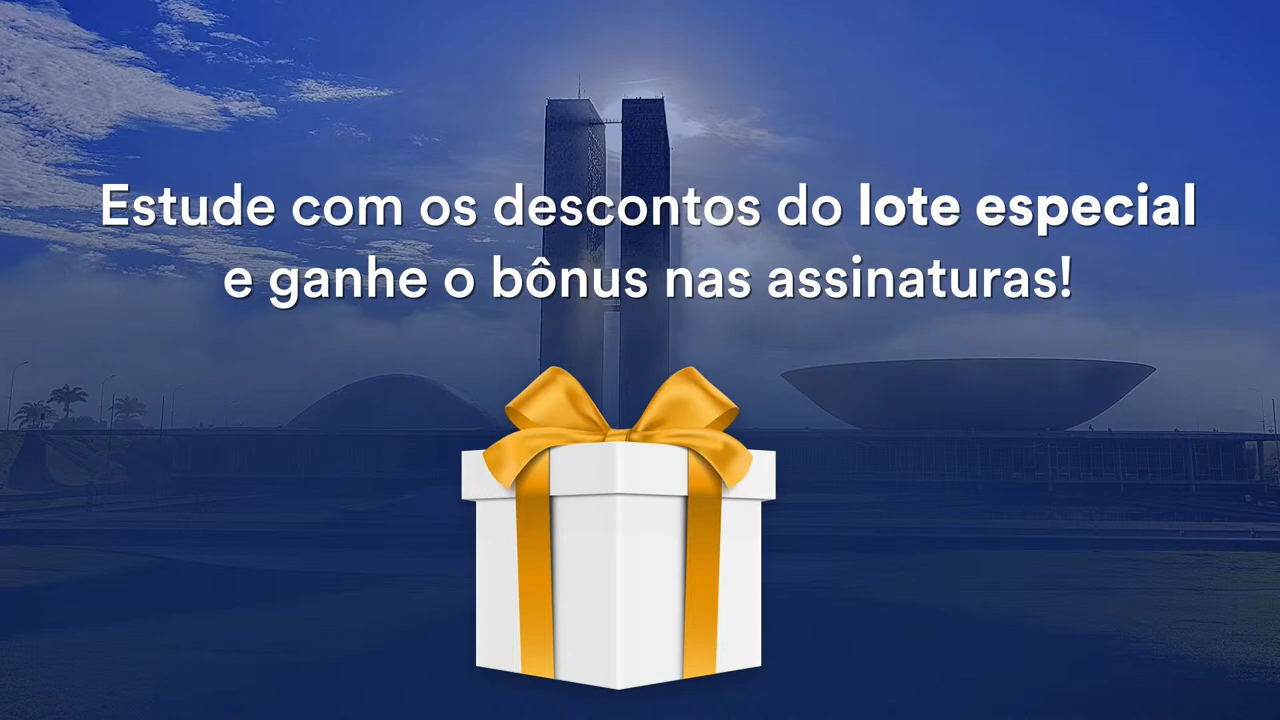 Estude com os descontos do lote especial
e ganhe o bônus nas assinaturas!